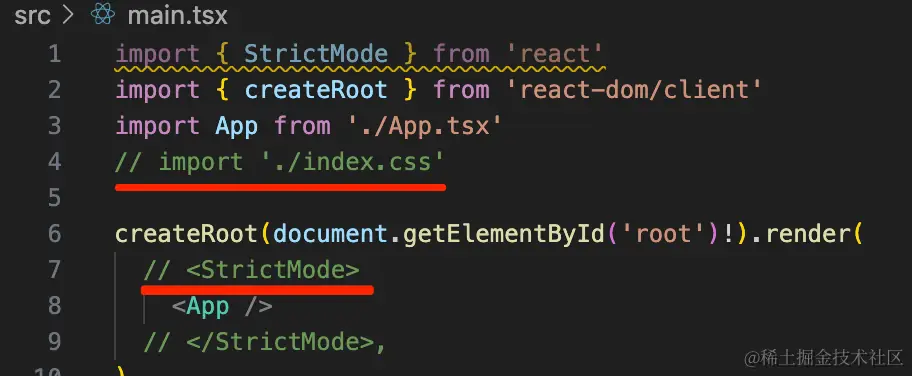 src > main.tsx
1 import { StrictMode } from 'react'
2 import { createRoot } from 'react-dom/client'
3 import App from './App.tsx'
4 // import './index.css'
5
6 createRoot(document.getElementById('root')!).render(
7 // <StrictMode>
8 <App />
9 // </StrictMode>,
10 )
@稀土掘金技术社区